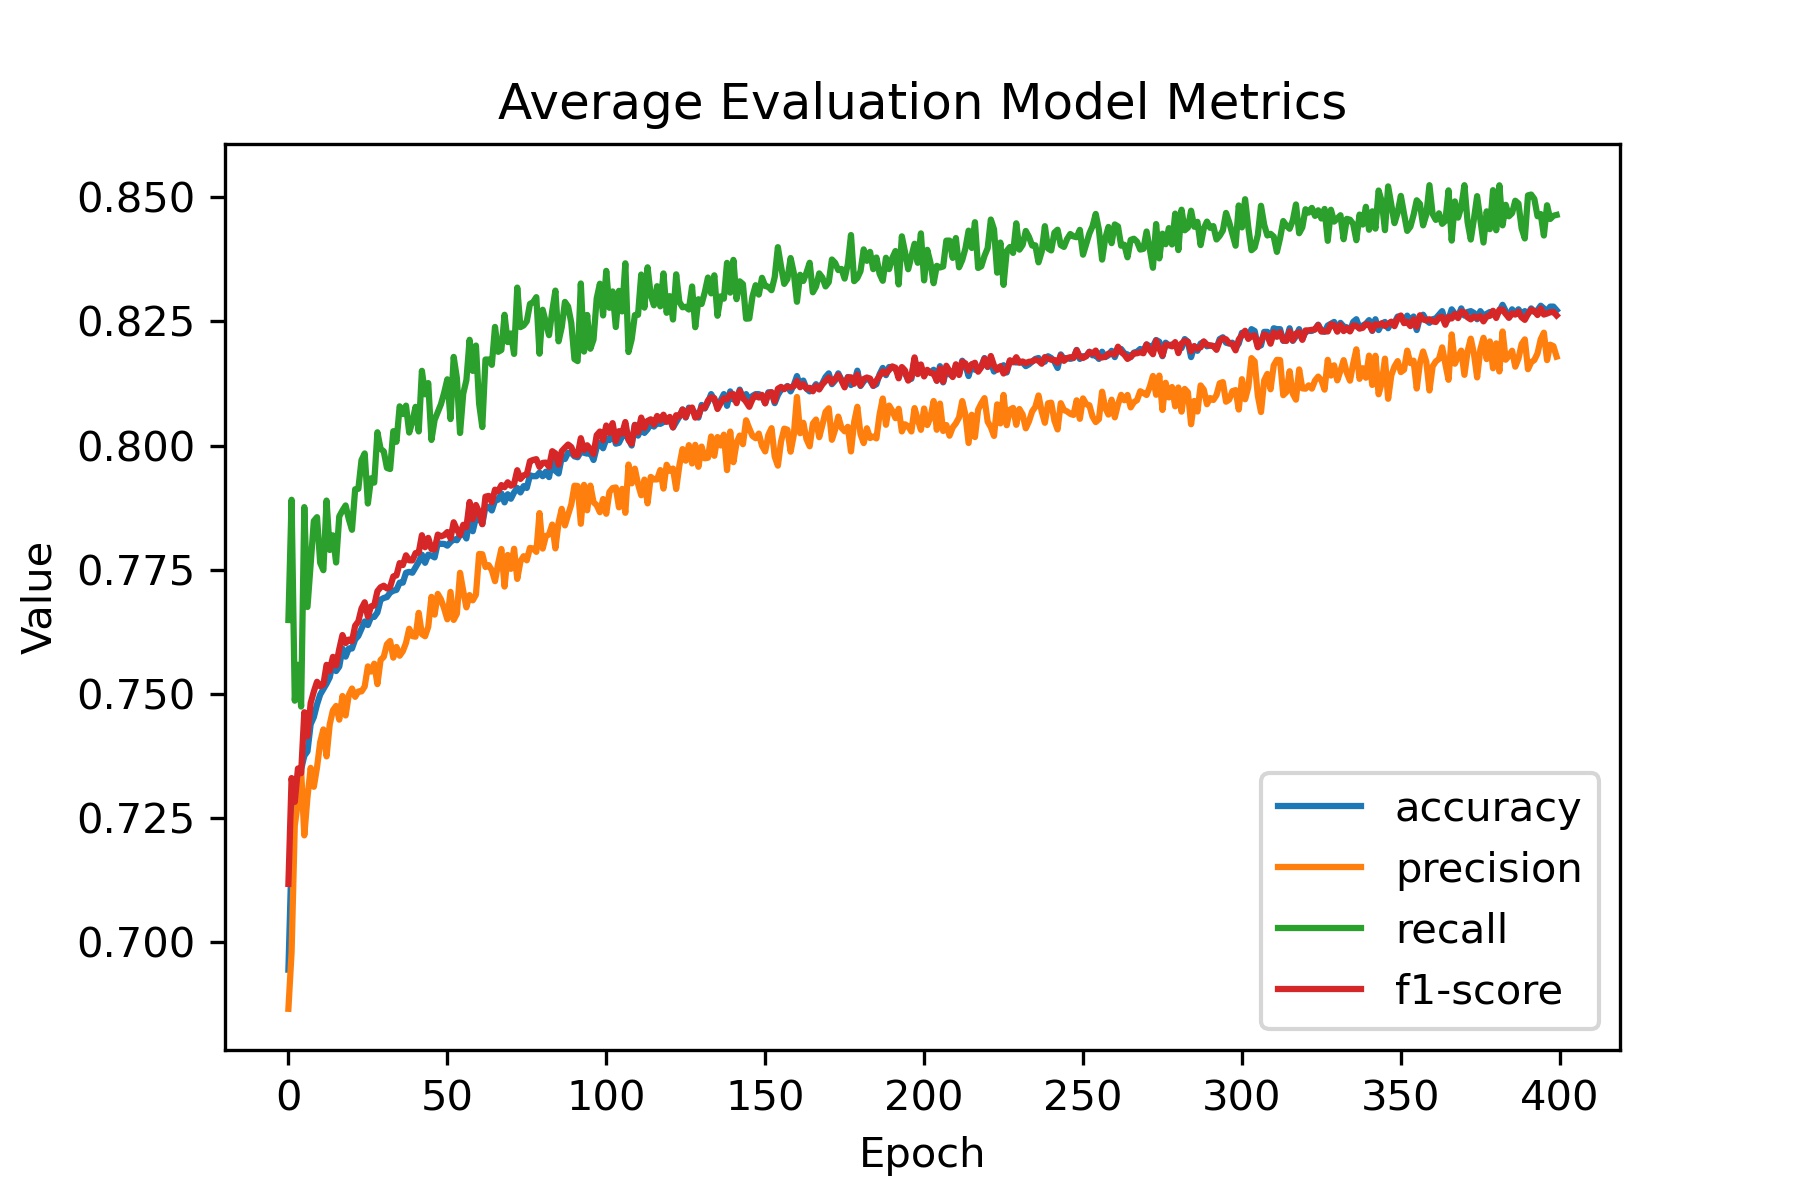 Average Evaluation Model Metrics
0.850
0.825
0.800
0.775
0.750
0.725
0.700
Value
0 50 100 150 200 250 300 350 400
Epoch
accuracy
precision
recall
f1-score